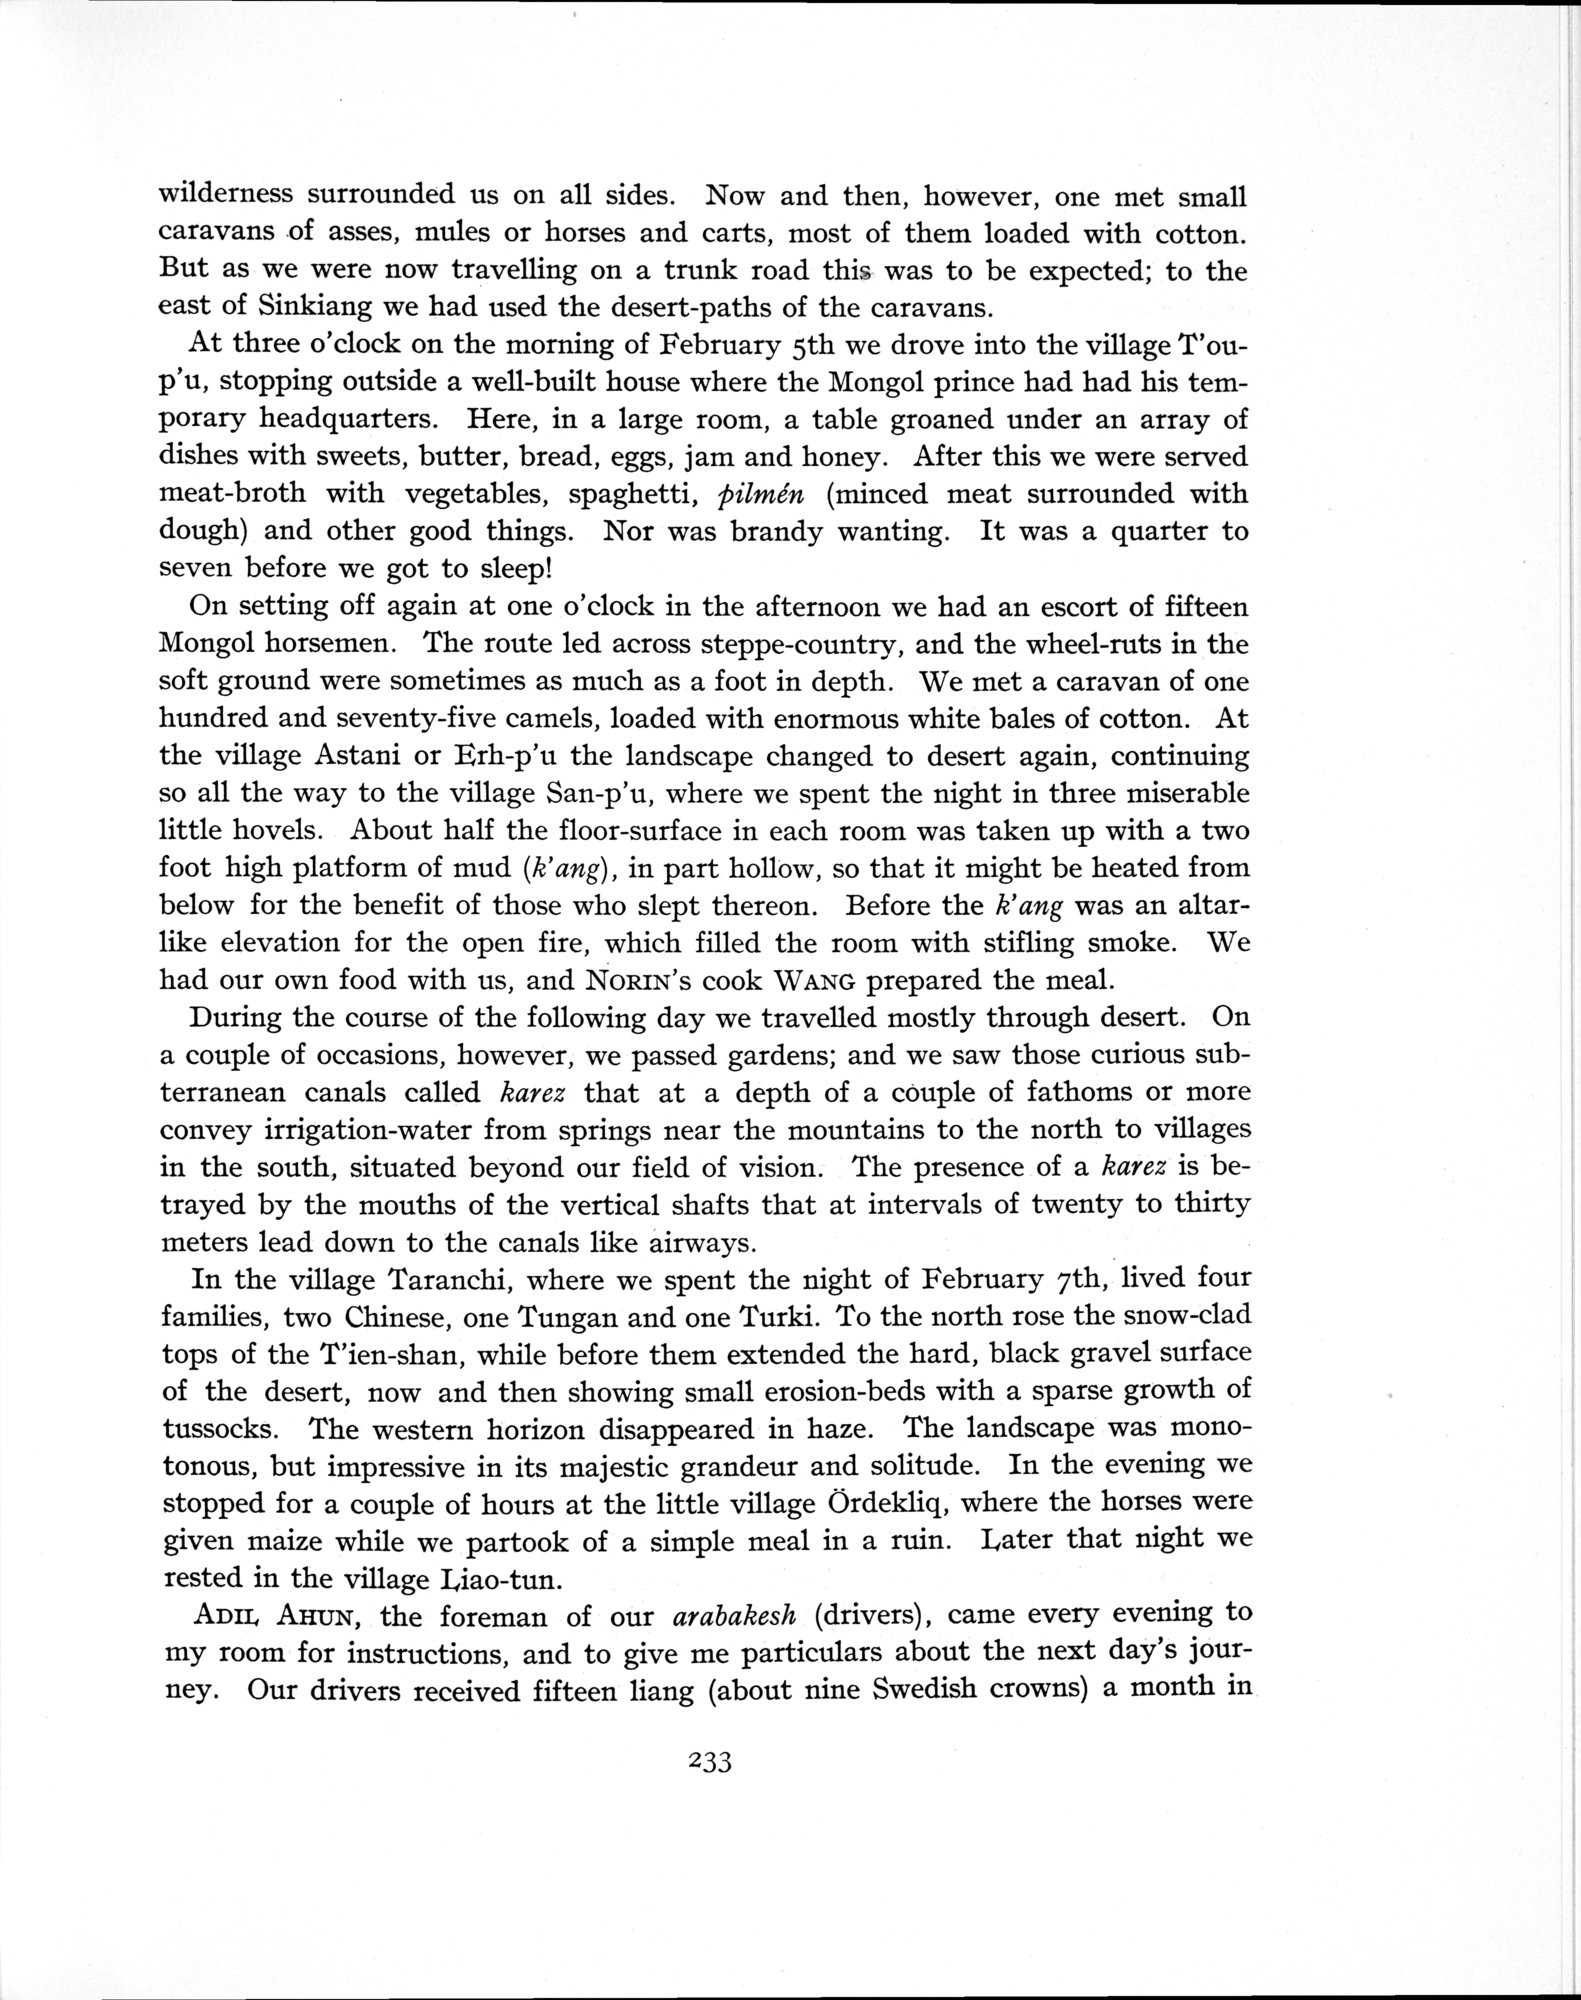 wilderness surrounded us on all sides. Now and then, however, one met small
caravans of asses, mules or horses and carts, most of them loaded with cotton.
But as we were now travelling on a trunk road this was to be expected; to the
east of Sinkiang we had used the desert-paths of the caravans.
At three o'clock on the morning of February 5th we drove into the village T'ou-
p'u, stopping outside a well-built house where the Mongol prince had had his tem-
porary headquarters. Here, in a large room, a table groaned under an array of
dishes with sweets, butter, bread, eggs, jam and honey. After this we were served
meat-broth with vegetables, spaghetti, pilmén (minced meat surrounded with
dough) and other good things. Nor was brandy wanting. It was a quarter to
seven before we got to sleep!
On setting off again at one o'clock in the afternoon we had an escort of fifteen
Mongol horsemen. The route led across steppe-country, and the wheel-ruts in the
soft ground were sometimes as much as a foot in depth. We met a caravan of one
hundred and seventy-five camels, loaded with enormous white bales of cotton. At
the village Astani or Erh-p'u the landscape changed to desert again, continuing
so all the way to the village San-p'u, where we spent the night in three miserable
little hovels. About half the floor-surface in each room was taken up with a two
foot high platform of mud (k'ang), in part hollow, so that it might be heated from
below for the benefit of those who slept thereon. Before the k'ang was an altar-
like elevation for the open fire, which filled the room with stifling smoke. We
had our own food with us, and NORIN's cook WANG prepared the meal.
During the course of the following day we travelled mostly through desert. On
a couple of occasions, however, we passed gardens; and we saw those curious sub-
terranean canals called karez that at a depth of a couple of fathoms or more
convey irrigation-water from springs near the mountains to the north to villages
in the south, situated beyond our field of vision. The presence of a karez is be-
trayed by the mouths of the vertical shafts that at intervals of twenty to thirty
meters lead down to the canals like airways.
In the village Taranchi, where we spent the night of February 7th, lived four
families, two Chinese, one Tungan and one Turki. To the north rose the snow-clad
tops of the T'ien-shan, while before them extended the hard, black gravel surface
of the desert, now and then showing small erosion-beds with a sparse growth of
tussocks. The western horizon disappeared in haze. The landscape was mono-
tonous, but impressive in its majestic grandeur and solitude. In the evening we
stopped for a couple of hours at the little village Ördekliq, where the horses were
given maize while we partook of a simple meal in a ruin. Later that night we
rested in the village Liao-tun.
ADIL AHUN, the foreman of our arabakesh (drivers), came every evening to
my room for instructions, and to give me particulars about the next day's jour-
ney. Our drivers received fifteen liang (about nine Swedish crowns) a month in
233